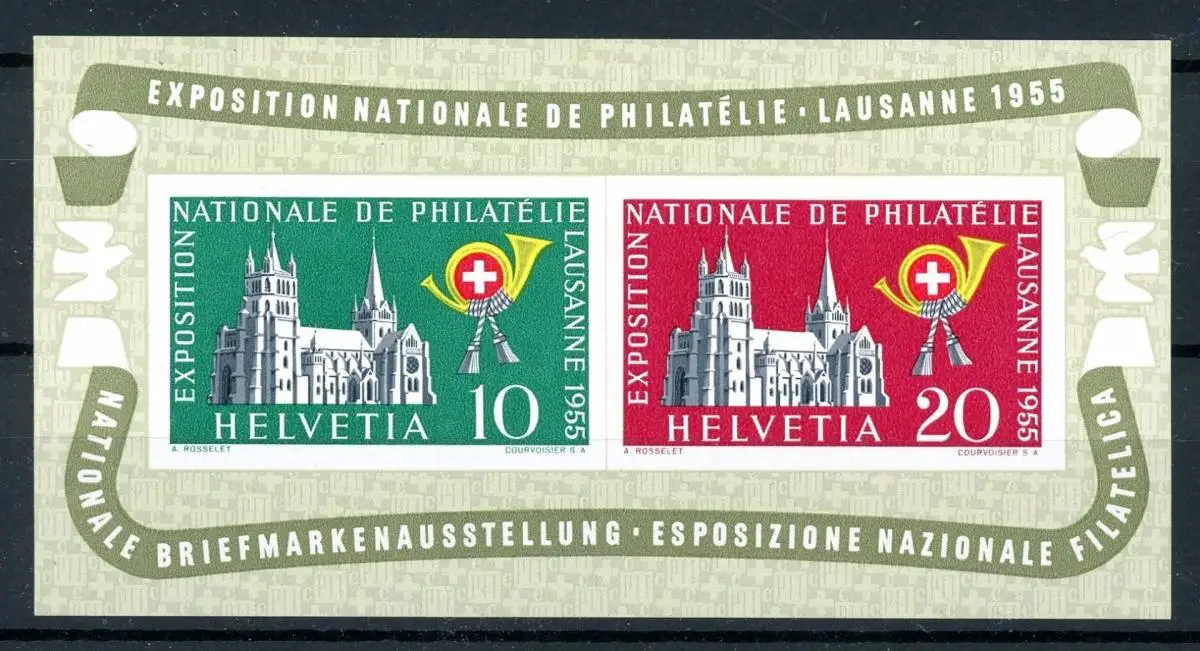 EXPOSITION NATIONALE DE PHILATÉLIE · LAUSANNE 1955
NATIONALE DE PHILATÉLIE
EXPOSITION
LAUSANNE 1955
HELVETIA 10
A. ROSSELET
COURVOISIER S A
NATIONALE DE PHILATÉLIE
EXPOSITION
LAUSANNE 1955
HELVETIA 20
A. ROSSELET
COURVOISIER S. A.
NATIONALE BRIEFMARKENAUSSTELLUNG · ESPOSIZIONE NAZIONALE FILATELICA